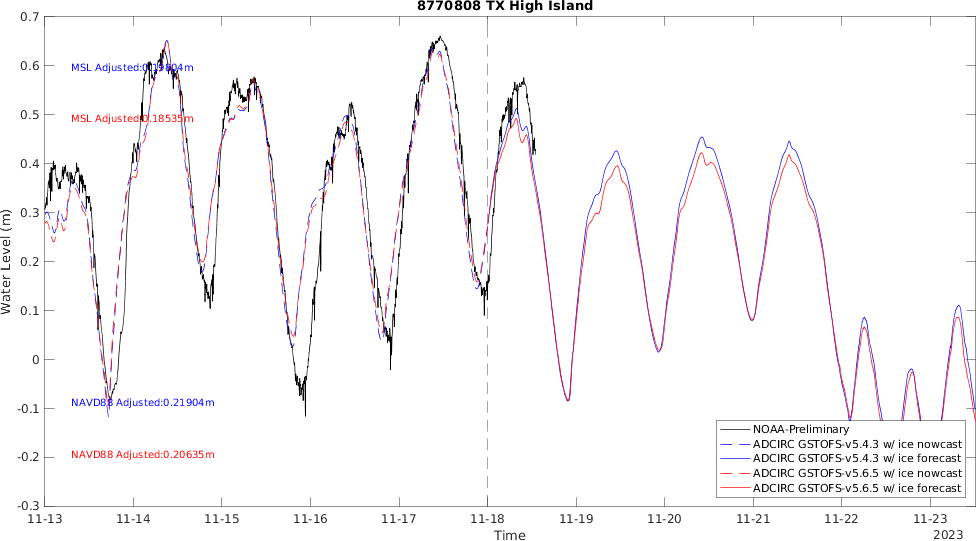 8770808 TX High Island
0.7
0.6
0.5
0.4
0.3
0.2
0.1
0
-0.1
-0.2
-0.3
Water Level (m)
MSL Adjusted:0.19804m
MSL Adjusted:0.18535m
NAVD88 Adjusted:0.21904m
NAVD88 Adjusted:0.20635m
NOAA-Preliminary
ADCIRC GSTOFS-v5.4.3 w/ ice nowcast
ADCIRC GSTOFS-v5.4.3 w/ ice forecast
ADCIRC GSTOFS-v5.6.5 w/ ice nowcast
ADCIRC GSTOFS-v5.6.5 w/ ice forecast
11-13 11-14 11-15 11-16 11-17 11-18 11-19 11-20 11-21 11-22 11-23
Time
2023